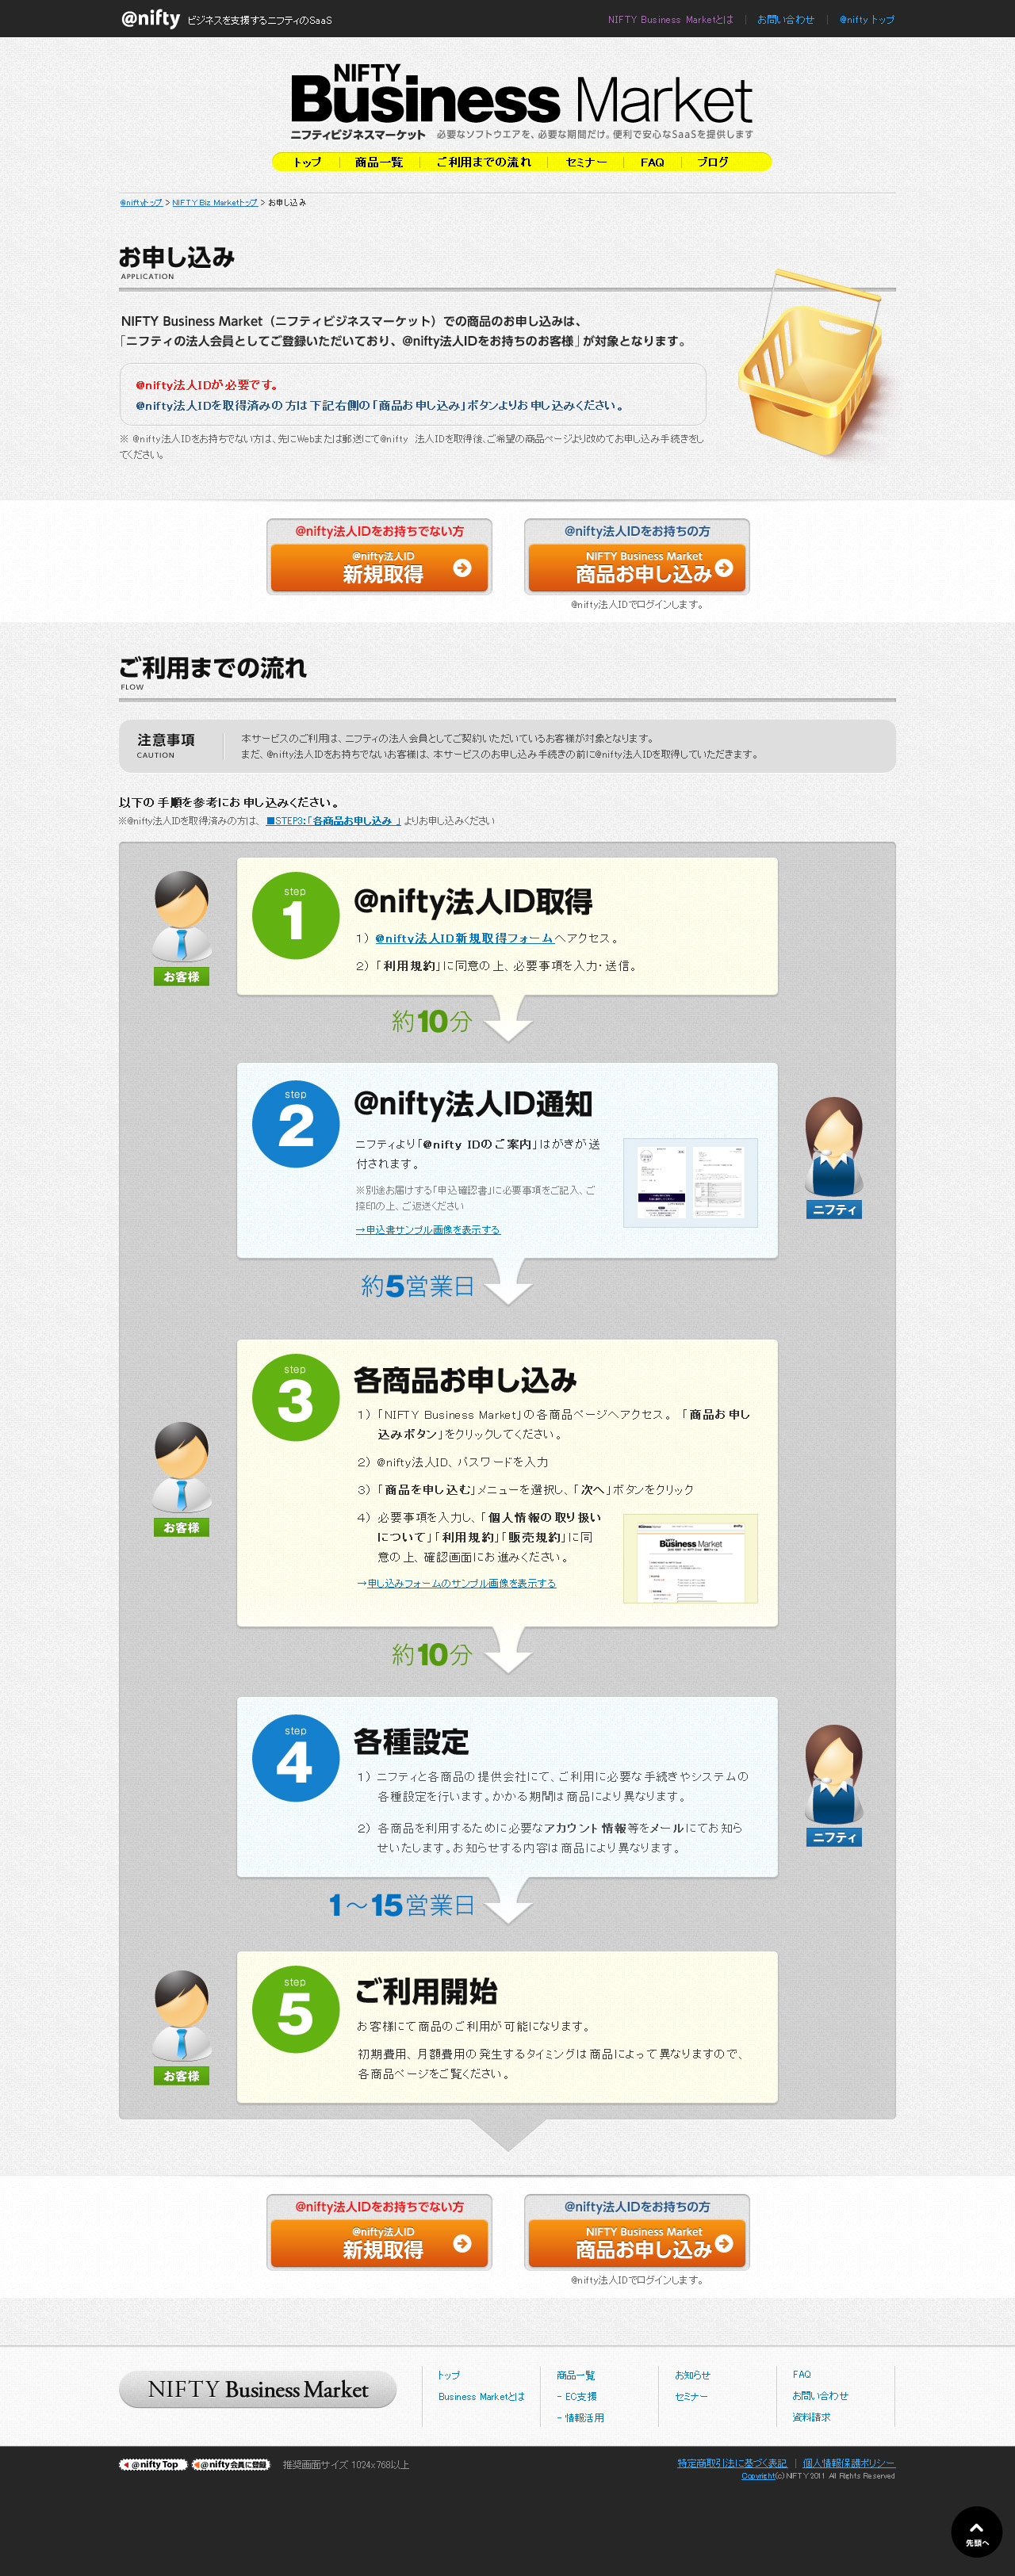 @nifty ビジネスを支援するニフティのSaaS
NIFTY Business Marketとは | お問い合わせ | @nifty トップ
NIFTY
Business Market
ニフティビジネスマーケット 必要なソフトウエアを、必要な期間だけ。便利で安心なSaaSを提供します
トップ 商品一覧 ご利用までの流れ セミナー FAQ ブログ
@niftyトップ > NIFTY Biz Marketトップ > お申し込み
お申し込み
APPLICATION
NIFTY Business Market（ニフティビジネスマーケット）での商品のお申し込みは、
「ニフティの法人会員としてご登録いただいており、@nifty法人IDをお持ちのお客様」が対象となります。
@nifty法人IDが必要です。
@nifty法人IDを取得済みの方は下記右側の「商品お申し込み」ボタンよりお申し込みください。
※ @nifty法人IDをお持ちでない方は、先にWebまたは郵送にて@nifty 法人IDを取得後、ご希望の商品ページより改めてお申し込み手続きをし
てください。
@nifty法人IDをお持ちでない方
@nifty法人ID
新規取得
@nifty法人IDをお持ちの方
NIFTY Business Market
商品お申し込み
@nifty法人IDでログインします。
ご利用までの流れ
FLOW
注意事項
CAUTION
本サービスのご利用は、ニフティの法人会員としてご契約いただいているお客様が対象となります。
まだ、@nifty法人IDをお持ちでないお客様は、本サービスのお申し込み手続きの前に@nifty法人IDを取得していただきます。
以下の手順を参考にお申し込みください。
※@nifty法人IDを取得済みの方は、 ■STEP3：「各商品お申し込み 」 よりお申し込みください
お客様
step
1
@nifty法人ID取得
1） @nifty法人ID新規取得フォームへアクセス。
2） 「利用規約」に同意の上、必要事項を入力・送信。
約10分
step
2
@nifty法人ID通知
ニフティより「@nifty IDのご案内」はがきが送
付されます。
※別途お届けする「申込確認書」に必要事項をご記入、ご
捺印の上、ご返送ください
→申込書サンプル画像を表示する
ニフティ
約5営業日
お客様
step
3
各商品お申し込み
1） 「NIFTY Business Market」の各商品ページへアクセス。 「商品お申し
込みボタン」をクリックしてください。
2） @nifty法人ID、パスワードを入力
3） 「商品を申し込む」メニューを選択し、「次へ」ボタンをクリック
4） 必要事項を入力し、「個人情報の取り扱い
について」「利用規約」「販売規約」に同
意の上、確認画面にお進みください。
→申し込みフォームのサンプル画像を表示する
Business Market
約10分
step
4
各種設定
1） ニフティと各商品の提供会社にて、ご利用に必要な手続きやシステムの
各種設定を行います。かかる期間は商品により異なります。
2） 各商品を利用するために必要なアカウント情報等をメールにてお知ら
せいたします。お知らせする内容は商品により異なります。
ニフティ
1～15営業日
お客様
step
5
ご利用開始
お客様にて商品のご利用が可能になります。
初期費用、月額費用の発生するタイミングは商品によって異なりますので、
各商品ページをご覧ください。
@nifty法人IDをお持ちでない方
@nifty法人ID
新規取得
@nifty法人IDをお持ちの方
NIFTY Business Market
商品お申し込み
@nifty法人IDでログインします。
NIFTY Business Market
トップ
Business Marketとは
商品一覧
- EC支援
- 情報活用
お知らせ
セミナー
FAQ
お問い合わせ
資料請求
@nifty Top @nifty会員に登録 推奨画面サイズ 1024×768以上
特定商取引法に基づく表記 | 個人情報保護ポリシー
Copyright(c) NIFTY 2011 All Rights Reserved
先頭へ